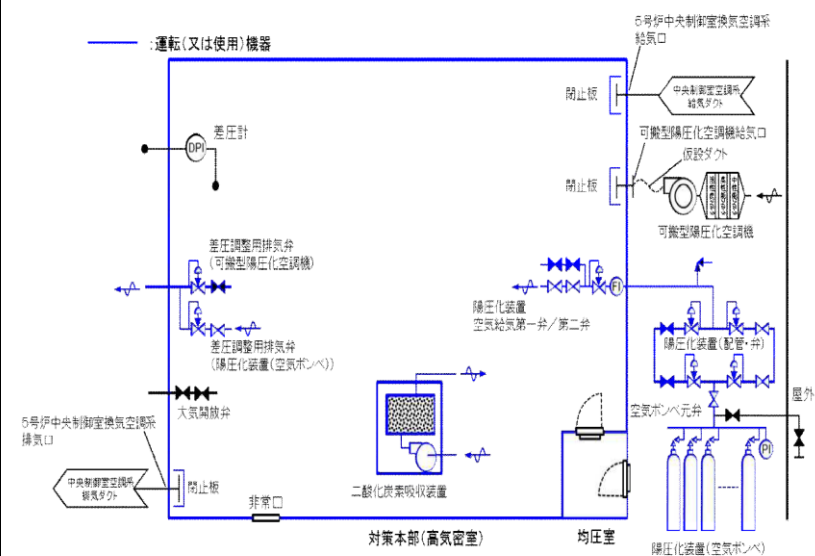 :運転(又は使用)機器
5号炉中央制御室換気空調系
給気口
閉止板
中央制御室空調系
給気ダクト
差圧計
DPI
可搬型陽圧化空調機給気口
仮設ダクト
閉止板
可搬型陽圧化空調機
差圧調整用排気弁
(可搬型陽圧化空調機)
FI
陽圧化装置
空気給気第一弁/第二弁
差圧調整用排気弁
(陽圧化装置(空気ボンベ))
陽圧化装置(配管・弁)
大気開放弁
空気ボンベ元弁
屋外
5号炉中央制御室換気空調系
排気口
PI
中央制御室空調系
排気ダクト
閉止板
二酸化炭素吸収装置
非常口
対策本部(高気密室)
均圧室
陽圧化装置(空気ボンベ)